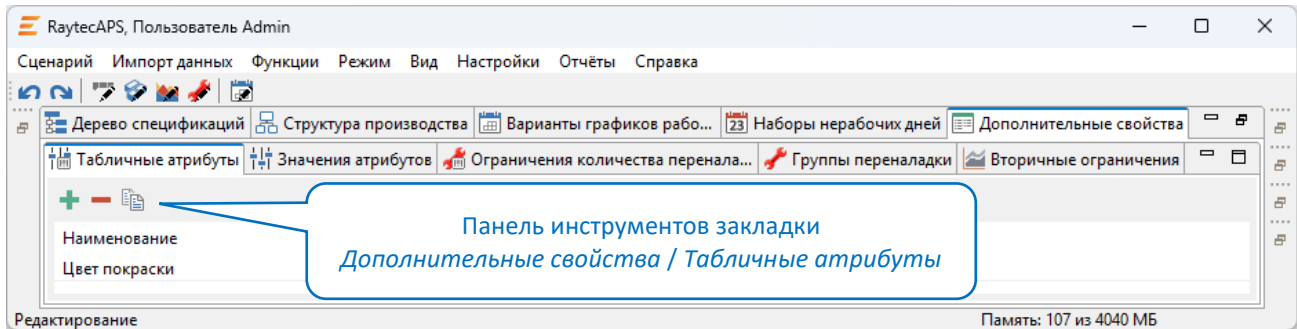 RaytecAPS, Пользователь Admin
Сценарий Импорт данных Функции Режим Вид Настройки Отчёты Справка
Дерево спецификаций Структура производства Варианты графиков рабо... 23 Наборы нерабочих дней Дополнительные свойства
Табличные атрибуты Значения атрибутов Ограничения количества перенала... Группы переналадки Вторичные ограничения
Панель инструментов закладки
Дополнительные свойства / Табличные атрибуты
Наименование
Цвет покраски
Редактирование Память: 107 из 4040 МБ